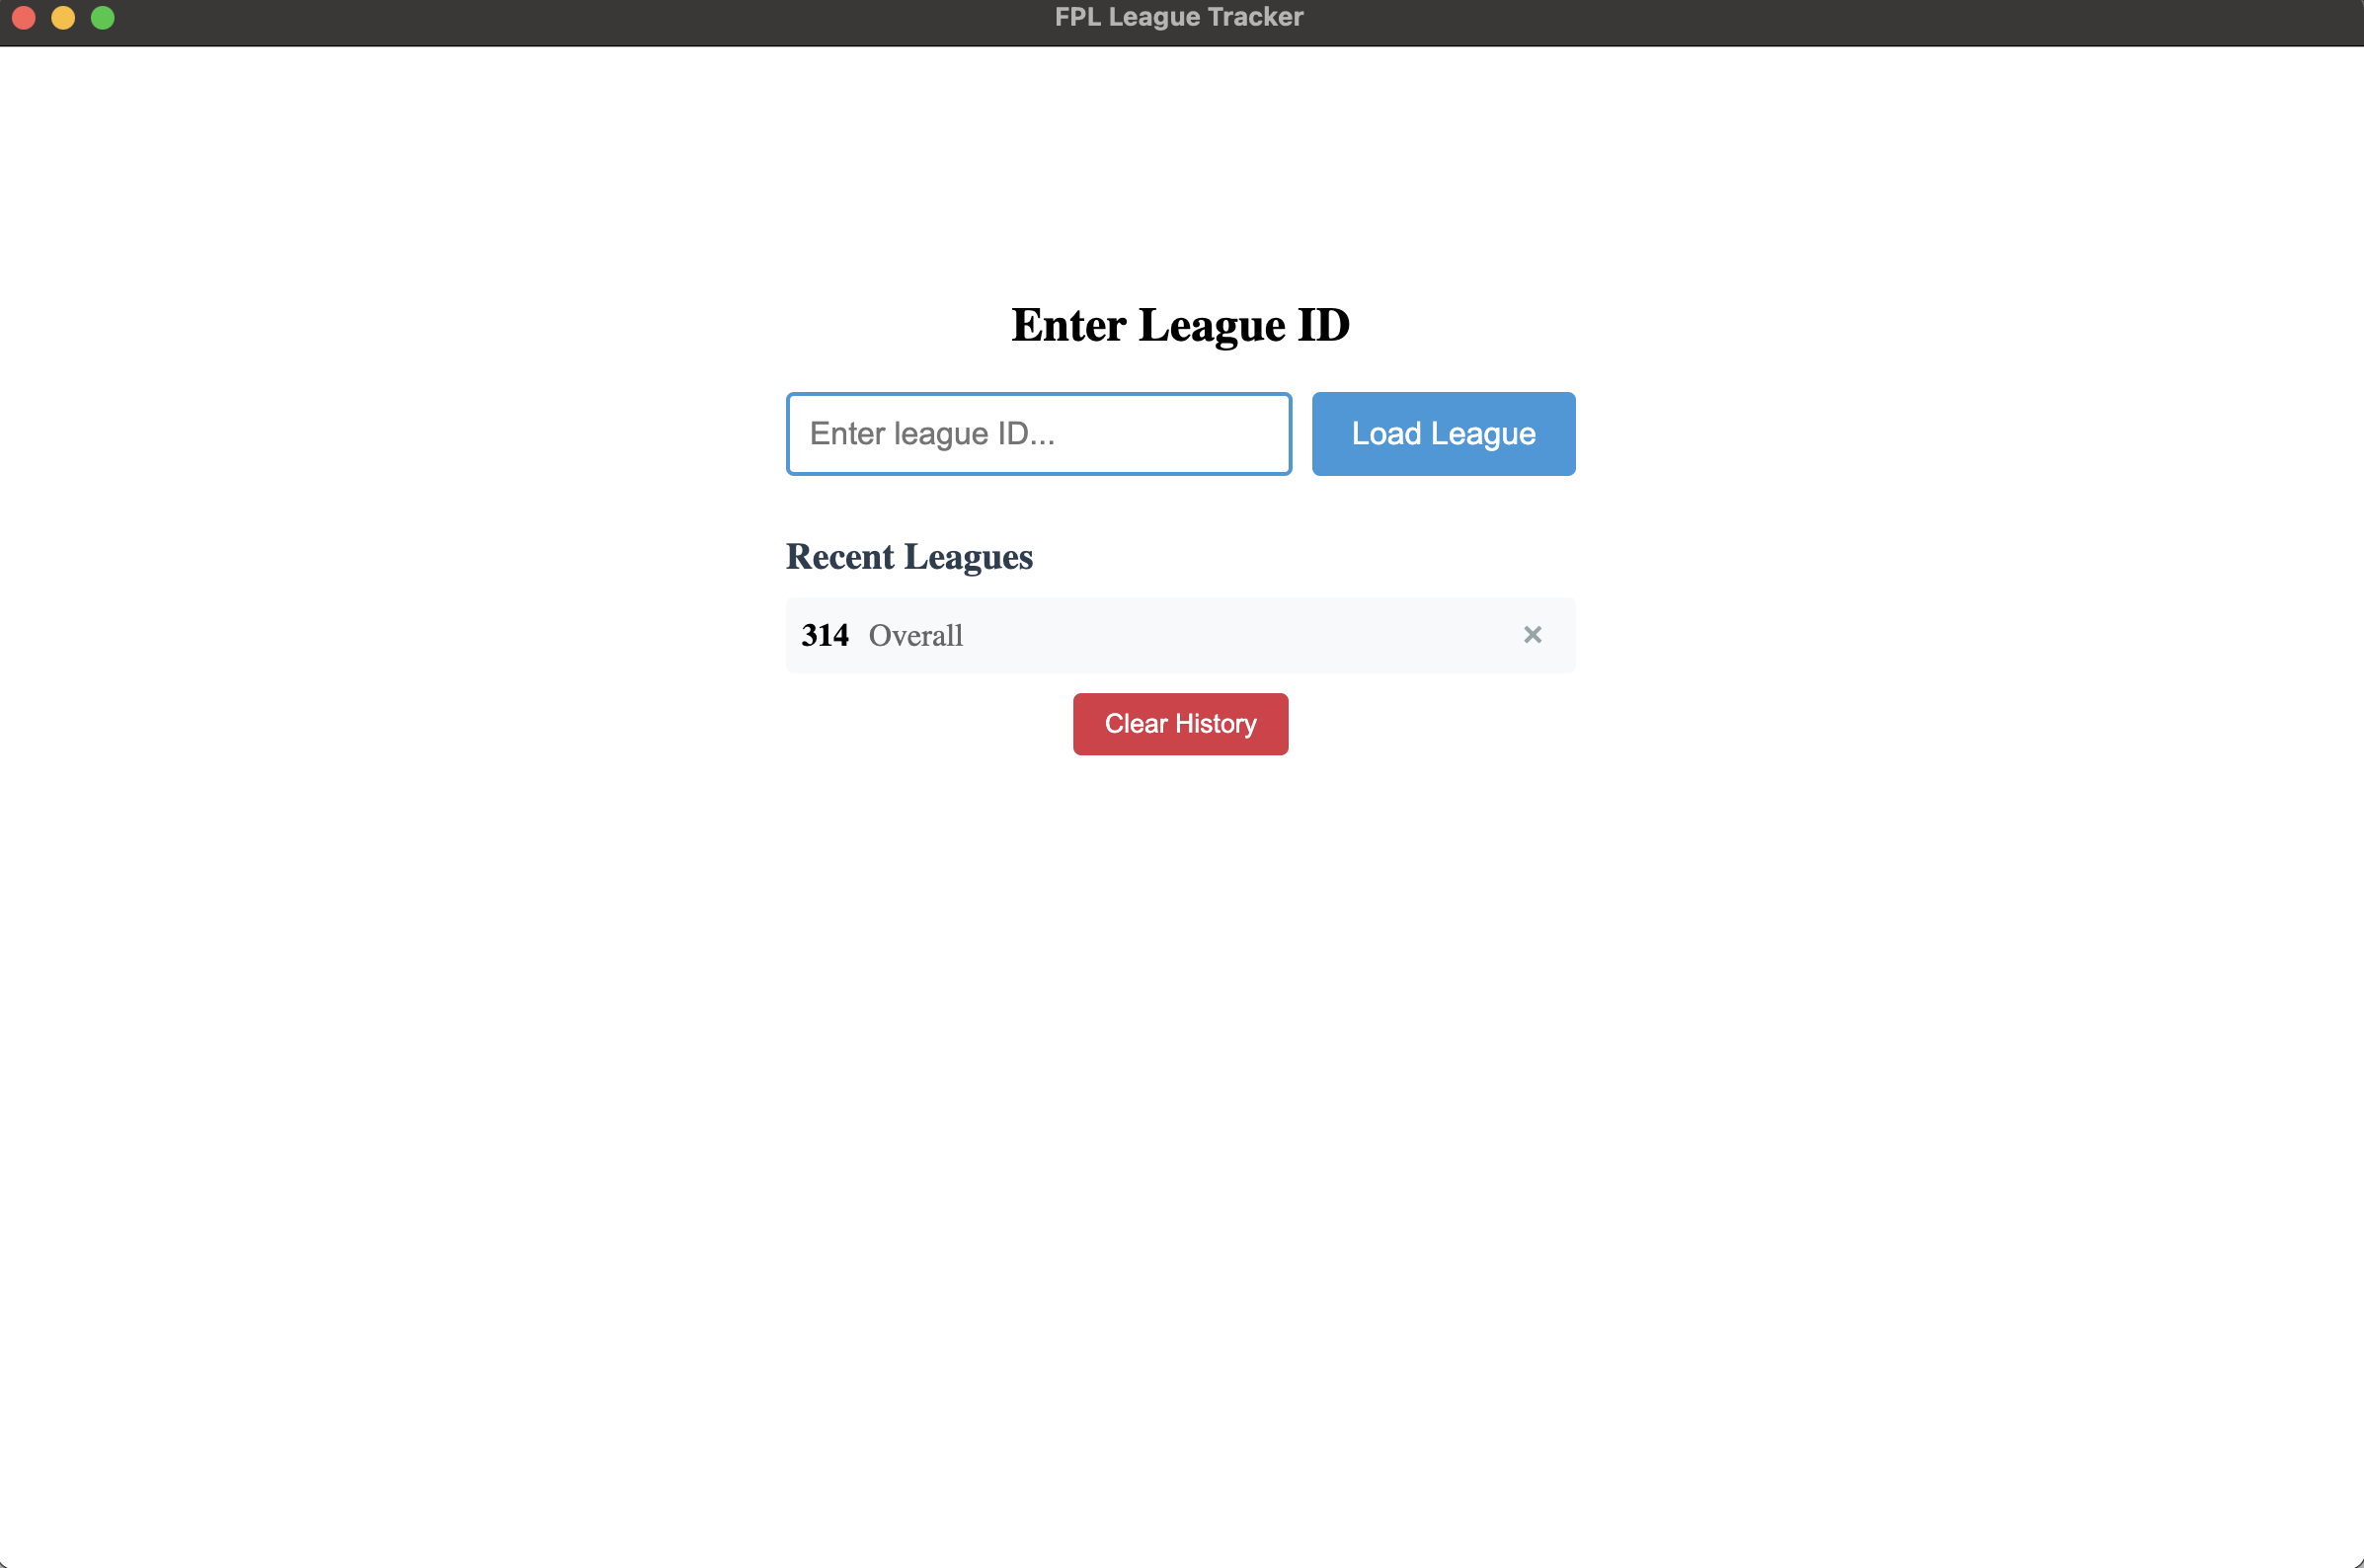 FPL League Tracker
Enter League ID
Enter league ID...
Load League
Recent Leagues
314 Overall ×
Clear History